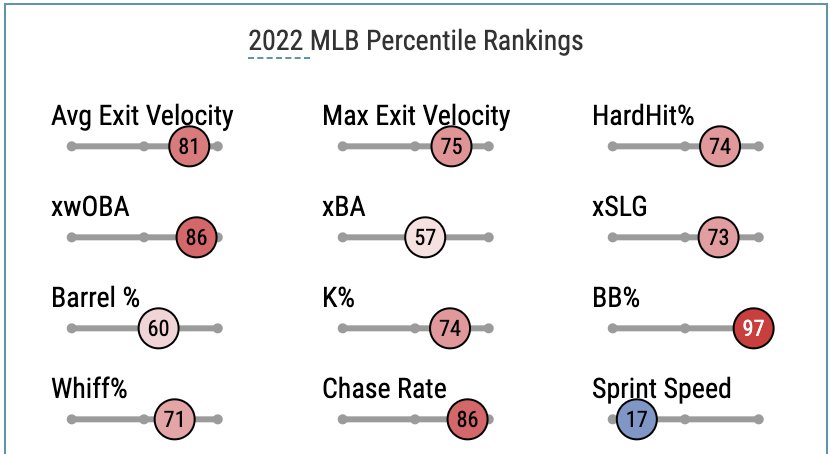 2022 MLB Percentile Rankings
Avg Exit Velocity
Max Exit Velocity
HardHit%
81
75
74
xwOBA
xBA
xSLG
86
57
73
Barrel %
K%
BB%
60
74
97
Whiff%
Chase Rate
Sprint Speed
71
86
17